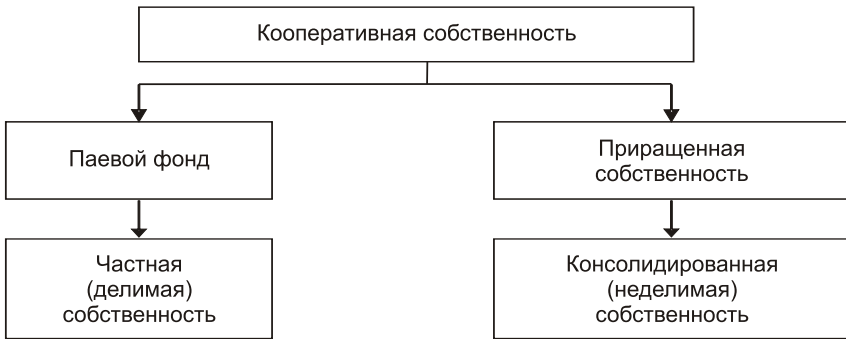 Кооперативная собственность
Паевой фонд
Приращенная
собственность
Частная
(делимая)
собственность
Консолидированная
(неделимая)
собственность